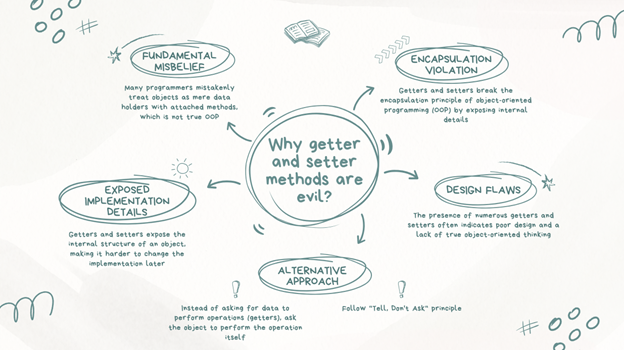 FUNDAMENTAL
MISBELIEF
Many programmers mistakenly
treat objects as mere data
holders with attached methods,
which is not true OOP
ENCAPSULATION
VIOLATION
Getters and setters break the
encapsulation principle of object-oriented
programming (OOP) by exposing internal
details
Why getter
and setter
methods are
evil?
EXPOSED
IMPLEMENTATION
DETAILS
Getters and setters expose the
internal structure of an object,
making it harder to change the
implementation later
DESIGN FLAWS
The presence of numerous getters and
setters often indicates poor design and a
lack of true object-oriented thinking
ALTERNATIVE
APPROACH
Instead of asking for data to
perform operations (getters), ask
the object to perform the operation
itself
Follow "Tell, Don't Ask" principle